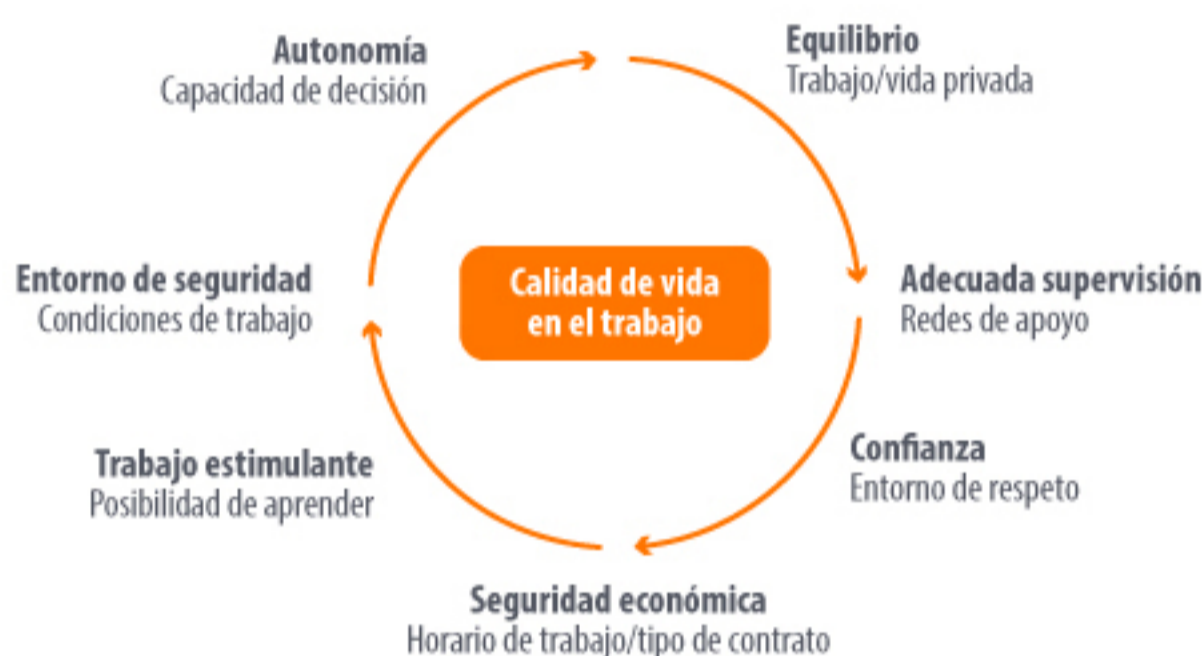 Autonomía
Capacidad de decisión
Equilibrio
Trabajo/vida privada
Entorno de seguridad
Condiciones de trabajo
Calidad de vida
en el trabajo
Adecuada supervisión
Redes de apoyo
Trabajo estimulante
Posibilidad de aprender
Confianza
Entorno de respeto
Seguridad económica
Horario de trabajo/tipo de contrato